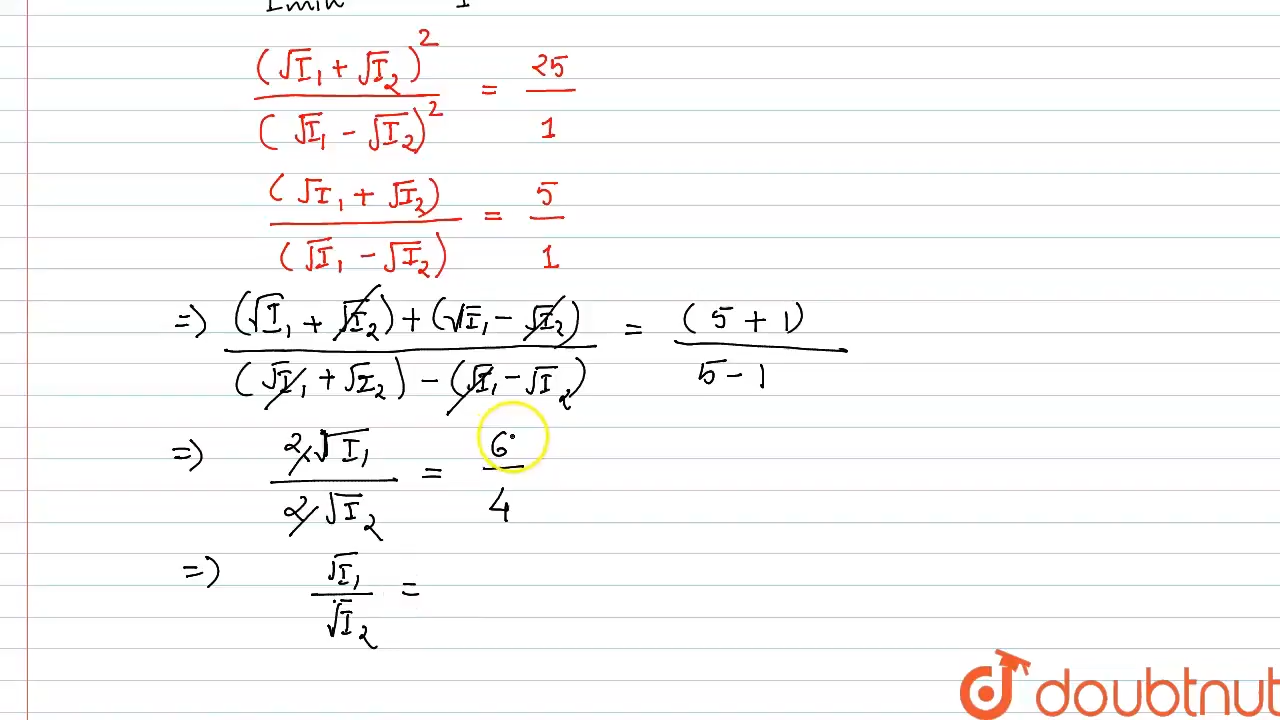 Imin I
(√I₁ + √I₂)² / (√I₁ − √I₂)² = 25 / 1
(√I₁ + √I₂) / (√I₁ − √I₂) = 5 / 1
=> (√I₁ + √I₂) + (√I₁ − √I₂) / (√I₁ + √I₂) − (√I₁ − √I₂) = (5 + 1) / 5 − 1
=> 2√I₁ / 2√I₂ = 6 / 4
=> √I₁ / √I₂ =
doubtnut